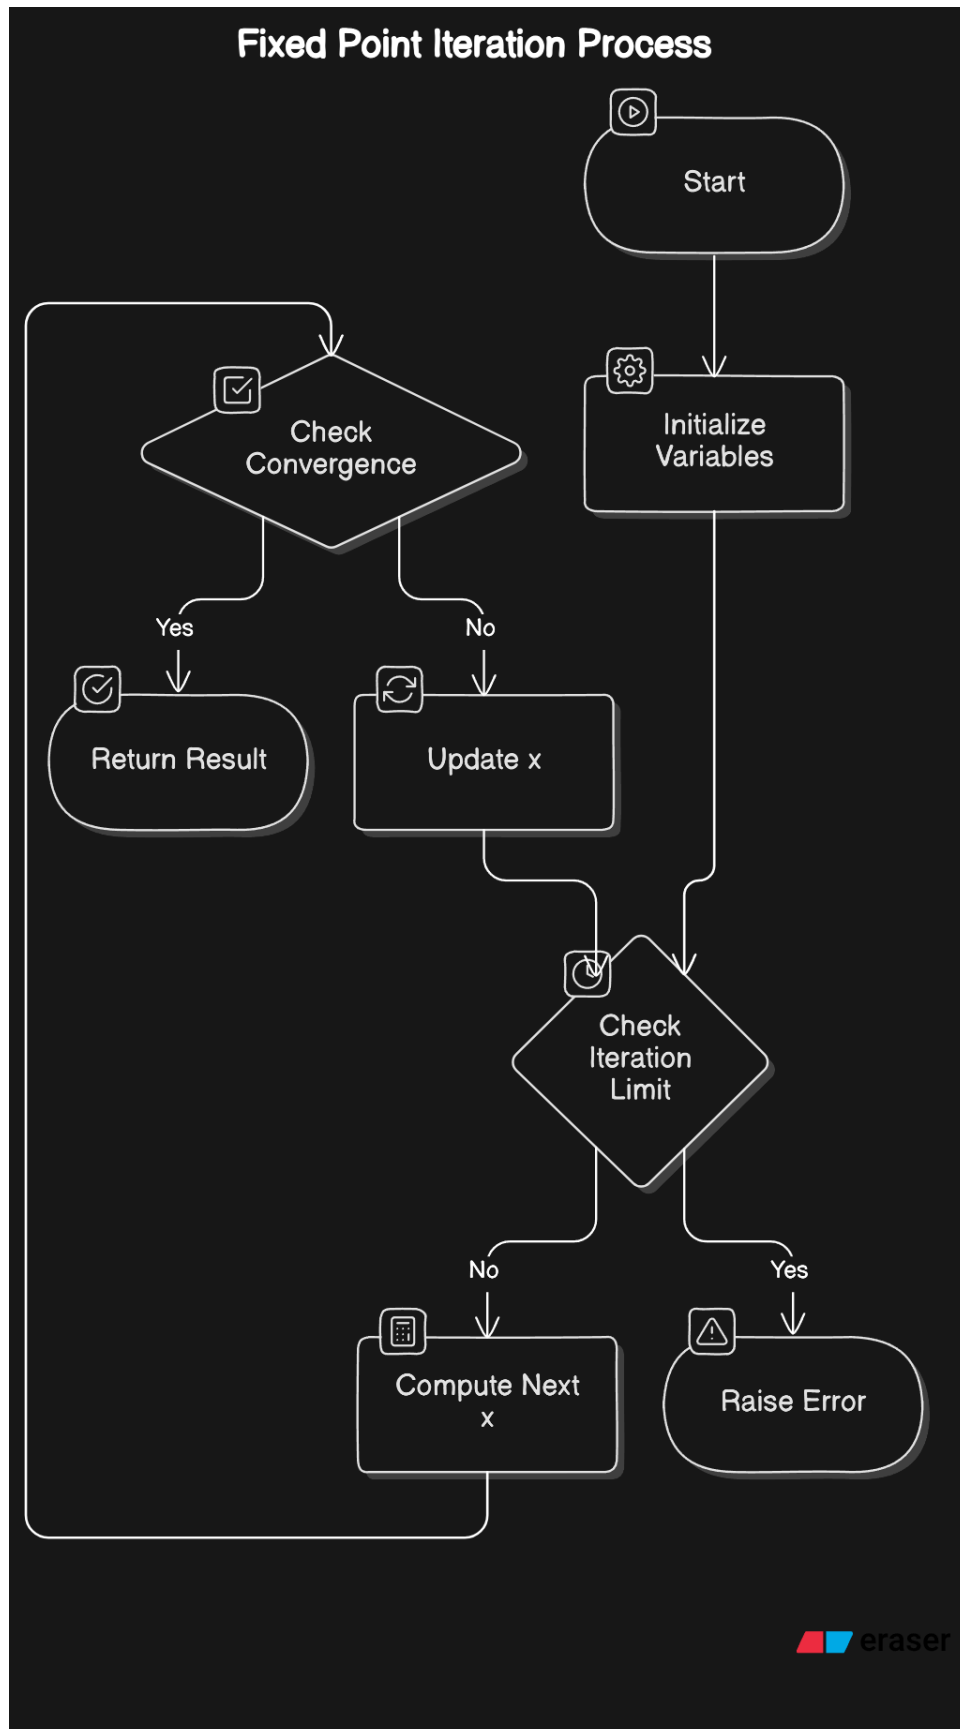 Fixed Point Iteration Process
Start
Initialize
Variables
Check
Convergence
Yes
No
Return Result
Update x
Check
Iteration
Limit
No
Yes
Compute Next
x
Raise Error
eraser